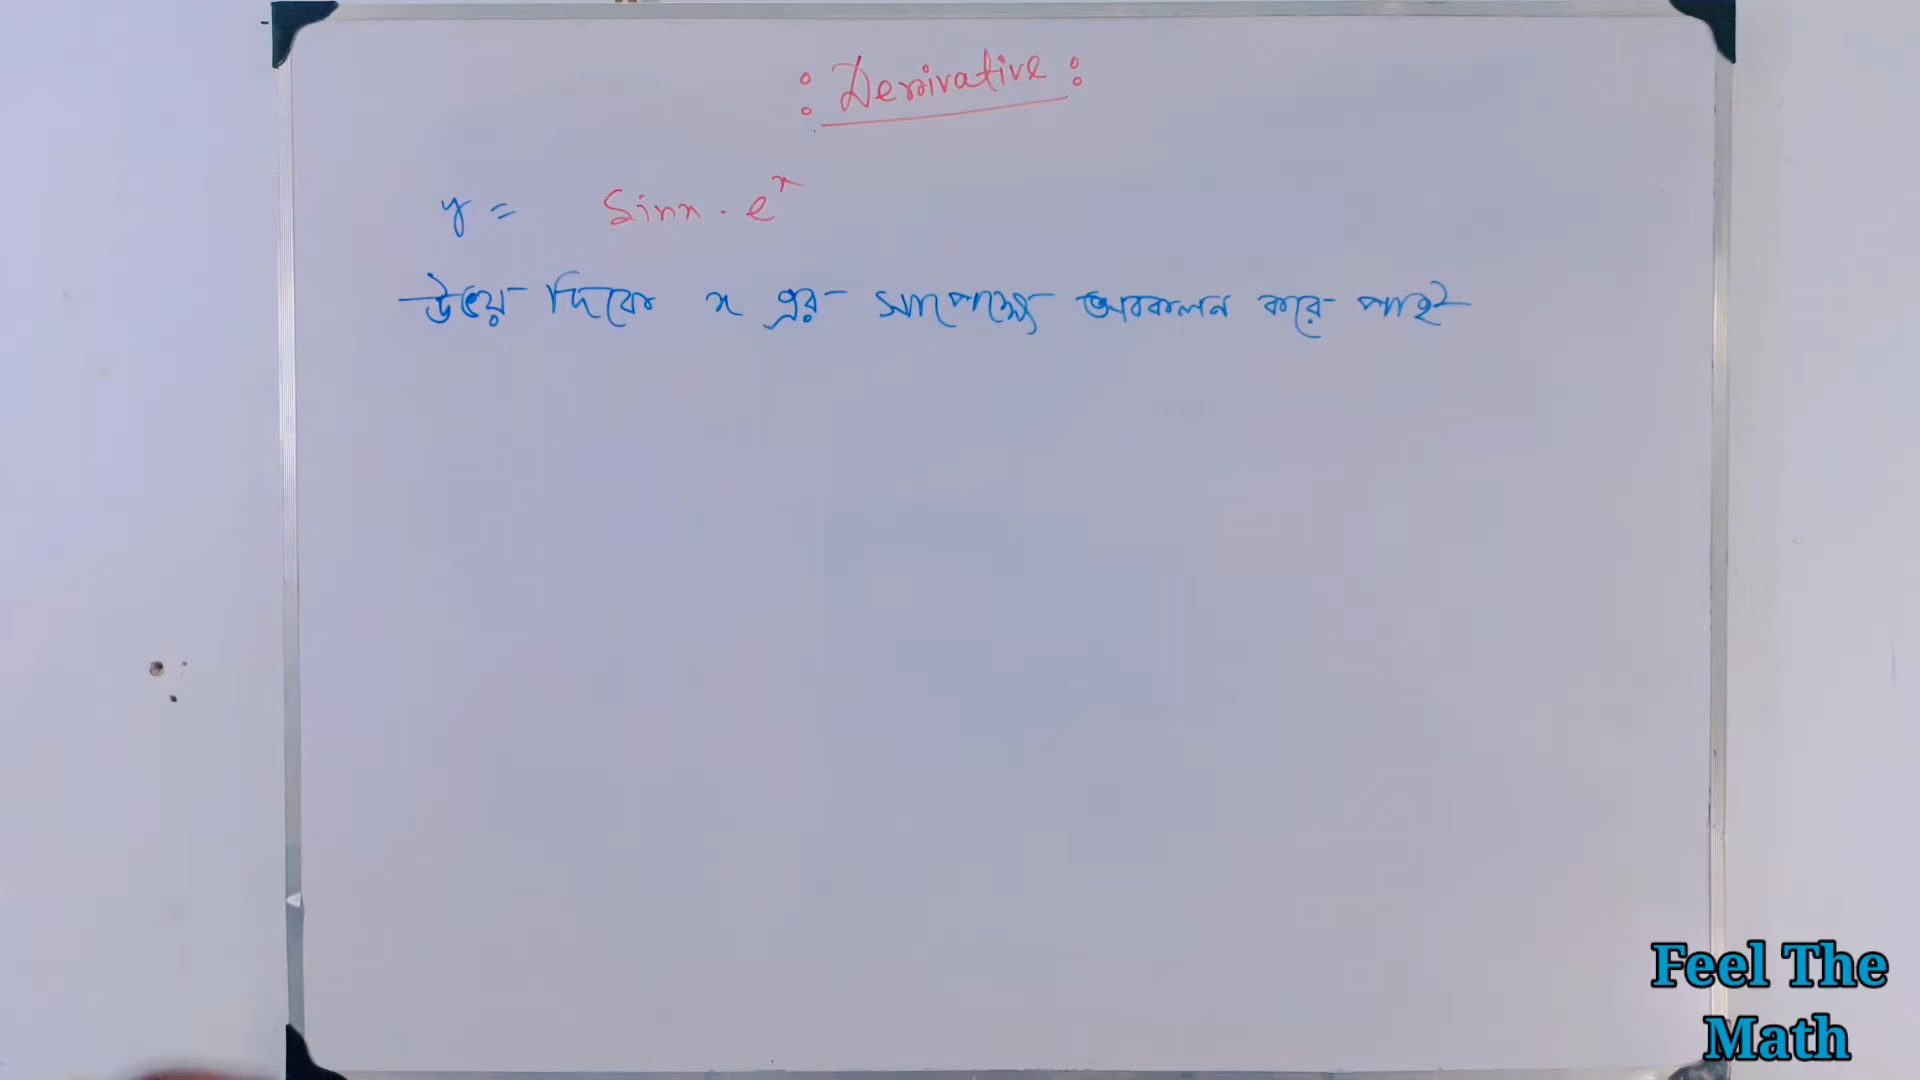 : Derivative :
y = Sinx . e^x
উভয় দিকে x এর সাপেক্ষে অবকলন করে পাই
Feel The
Math